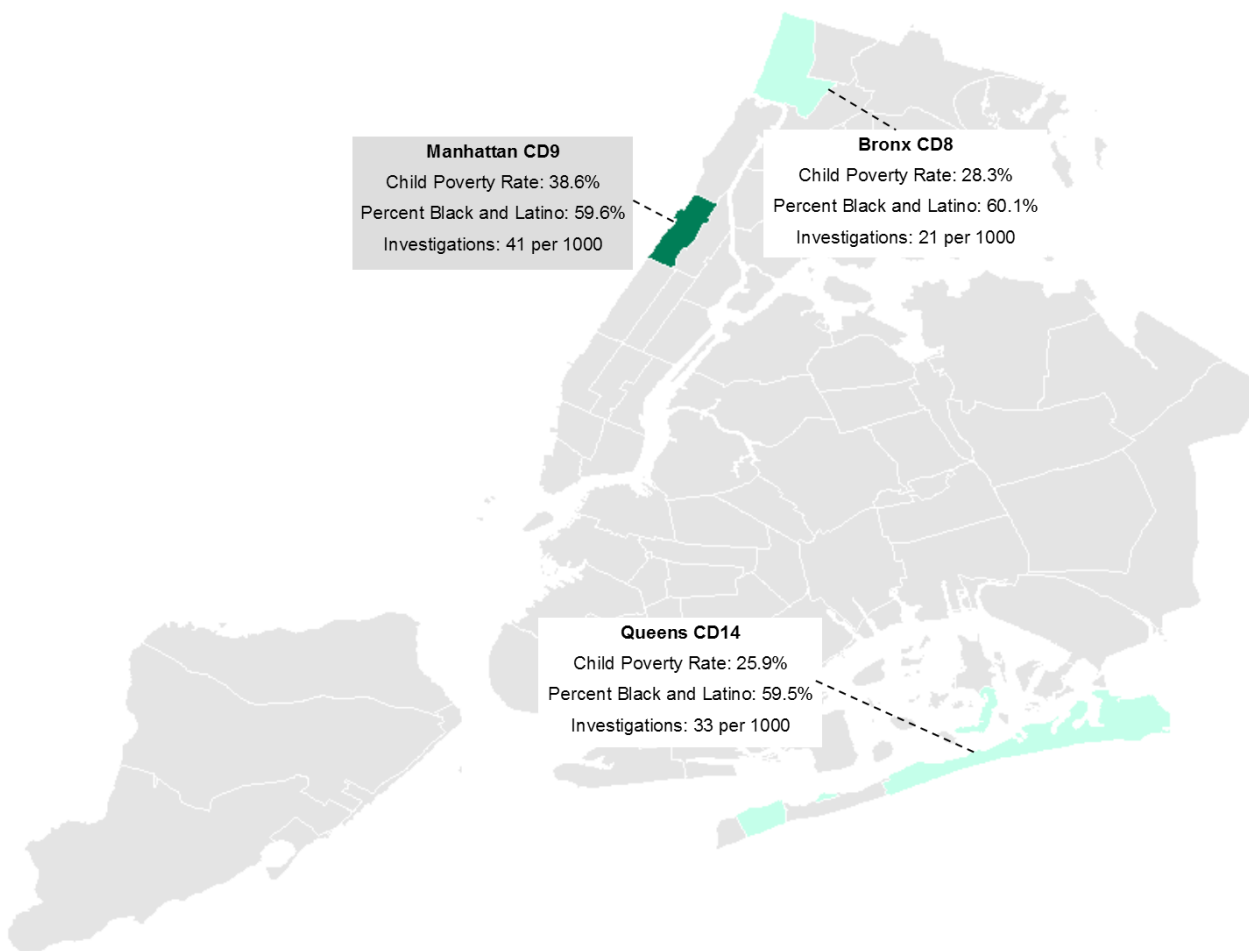 Manhattan CD9
Child Poverty Rate: 38.6%
Percent Black and Latino: 59.6%
Investigations: 41 per 1000
Bronx CD8
Child Poverty Rate: 28.3%
Percent Black and Latino: 60.1%
Investigations: 21 per 1000
Queens CD14
Child Poverty Rate: 25.9%
Percent Black and Latino: 59.5%
Investigations: 33 per 1000